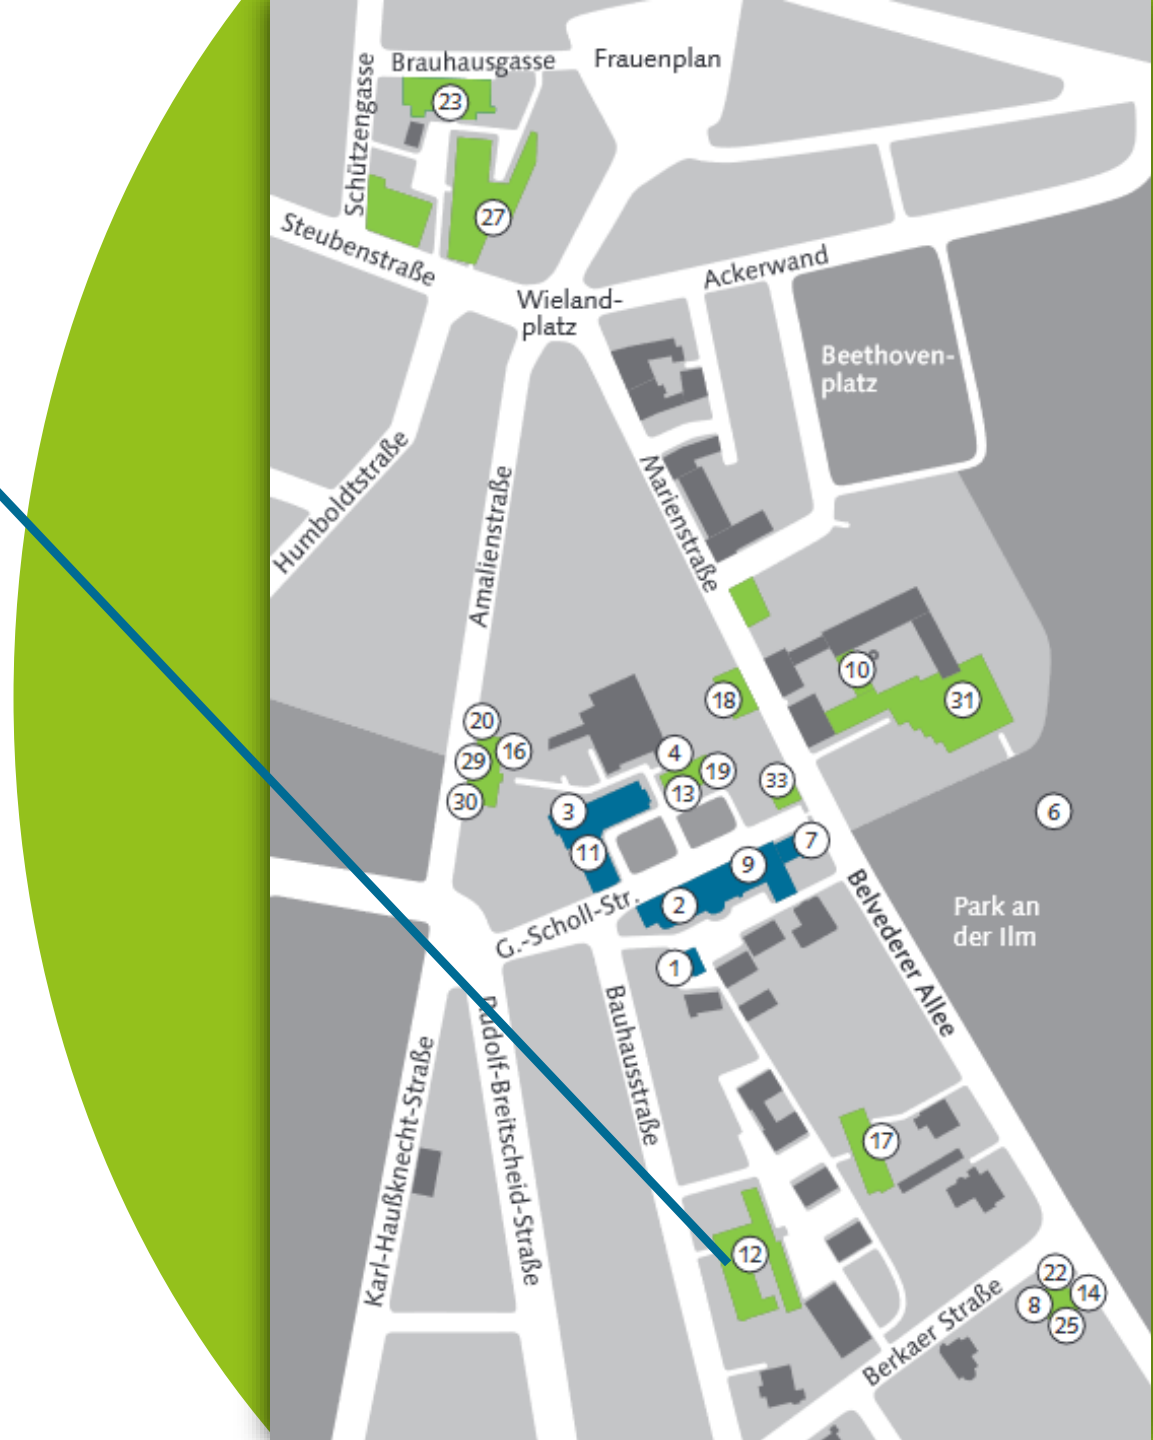 Frauenplan
Brauhausgasse
Schützengasse
23
27
Steubenstraße
Ackerwand
Wieland-
platz
Beethoven-
platz
Humboldtstraße
Amalienstraße
Marienstraße
10
31
18
20
16
29
30
4
19
13
33
3
11
7
9
2
6
G.-Scholl-Str.
1
Park an
der Ilm
Belvederer Allee
Bauhausstraße
Rudolf-Breitscheid-Straße
Karl-Haußknecht-Straße
17
12
22
14
8
25
Berkaer Straße